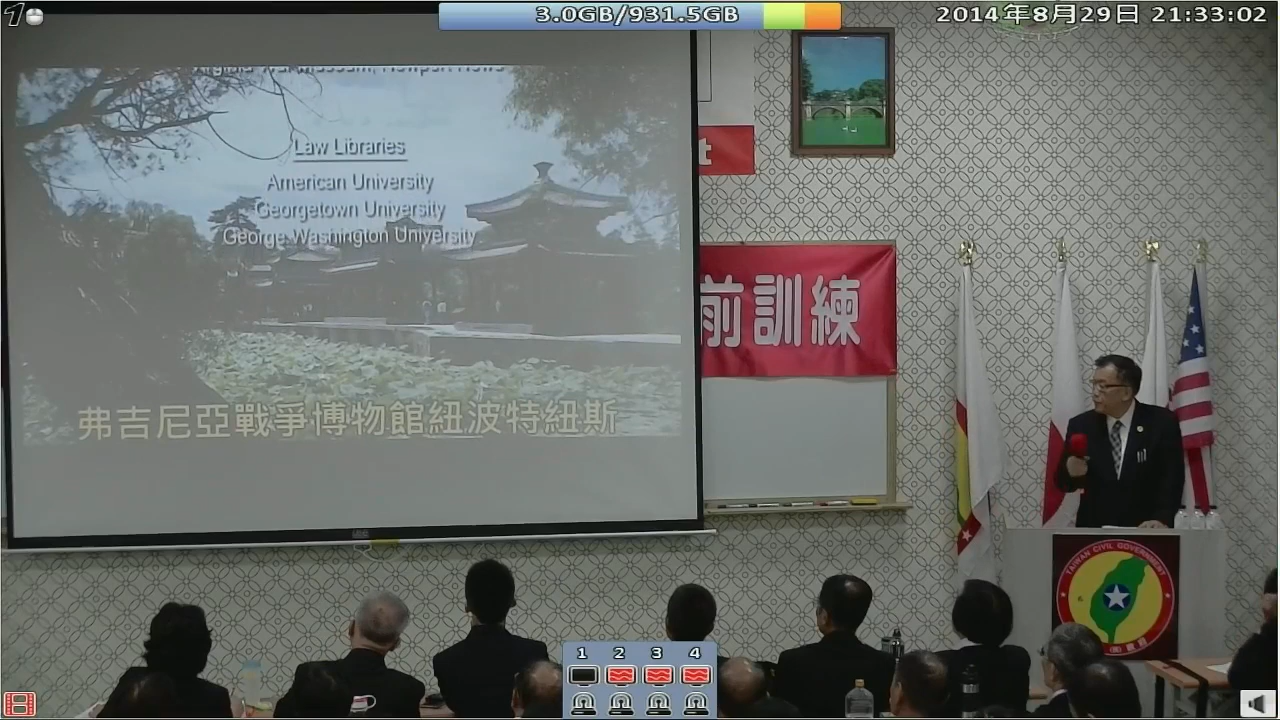 1
3.0GB/931.5GB
2014年8月29日 21:33:02
Law Libraries
American University
Georgetown University
George Washington University
弗吉尼亞戰爭博物館紐波特紐斯
t
前訓練
TAIWAN CIVIL GOVERNMENT
1 2 3 4